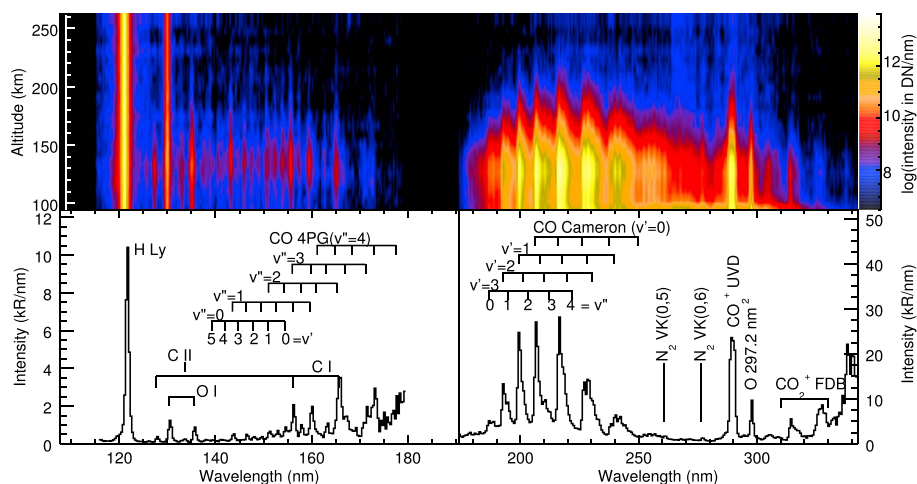 250
200
150
100
Altitude (km)
12
10
8
log(intensity in DN/nm)
12
10
8
6
4
2
0
Intensity (kR/nm)
H Ly
CO 4PG(v"=4)
v"=3
v"=2
v"=1
v"=0
5 4 3 2 1 0=v'
C II
C I
O I
120 140 160 180
Wavelength (nm)
CO Cameron (v'=0)
v'=1
v'=2
v'=3
0 1 2 3 4 = v"
N₂ VK(0,5)
N₂ VK(0,6)
CO₂⁺ UVD
O 297.2 nm
CO₂⁺ FDB
50
40
30
20
10
0
Intensity (kR/nm)
200 250 300
Wavelength (nm)